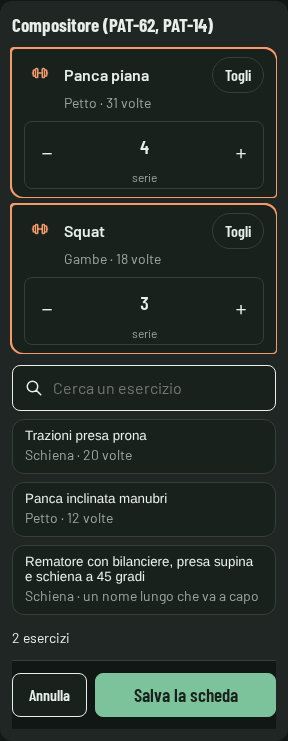 Compositore (PAT-62, PAT-14)
Panca piana
Togli
Petto · 31 volte
−
4
+
serie
Squat
Togli
Gambe · 18 volte
−
3
+
serie
Cerca un esercizio
Trazioni presa prona
Schiena · 20 volte
Panca inclinata manubri
Petto · 12 volte
Rematore con bilanciere, presa supina
e schiena a 45 gradi
Schiena · un nome lungo che va a capo
2 esercizi
Annulla
Salva la scheda